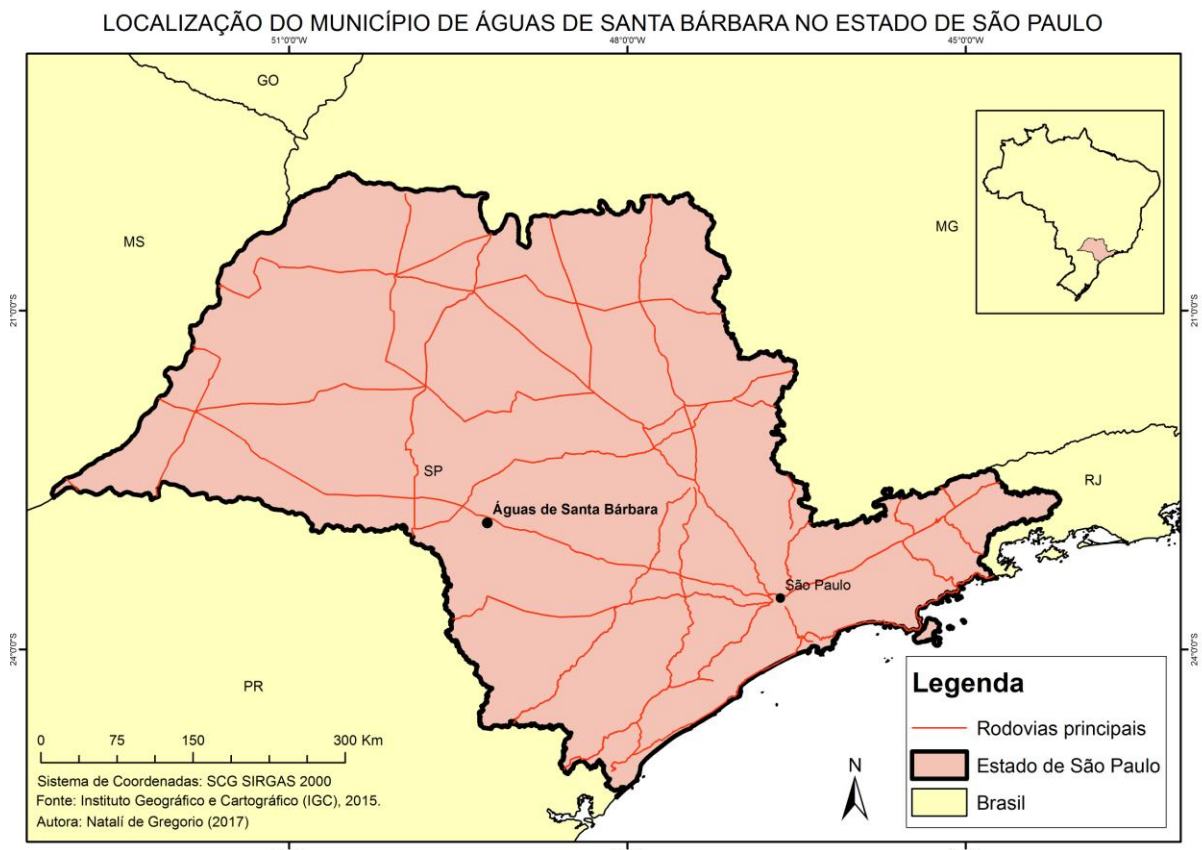 LOCALIZAÇÃO DO MUNICÍPIO DE ÁGUAS DE SANTA BÁRBARA NO ESTADO DE SÃO PAULO
51°0'0"W 48°0'0"W 45°0'0"W
GO
MS
MG
21°0'0"S 21°0'0"S
SP
RJ
Águas de Santa Bárbara
São Paulo
24°0'0"S 24°0'0"S
PR
Legenda
Rodovias principais
Estado de São Paulo
Brasil
N
0 75 150 300 Km
Sistema de Coordenadas: SCG SIRGAS 2000
Fonte: Instituto Geográfico e Cartográfico (IGC), 2015.
Autora: Natalí de Gregorio (2017)